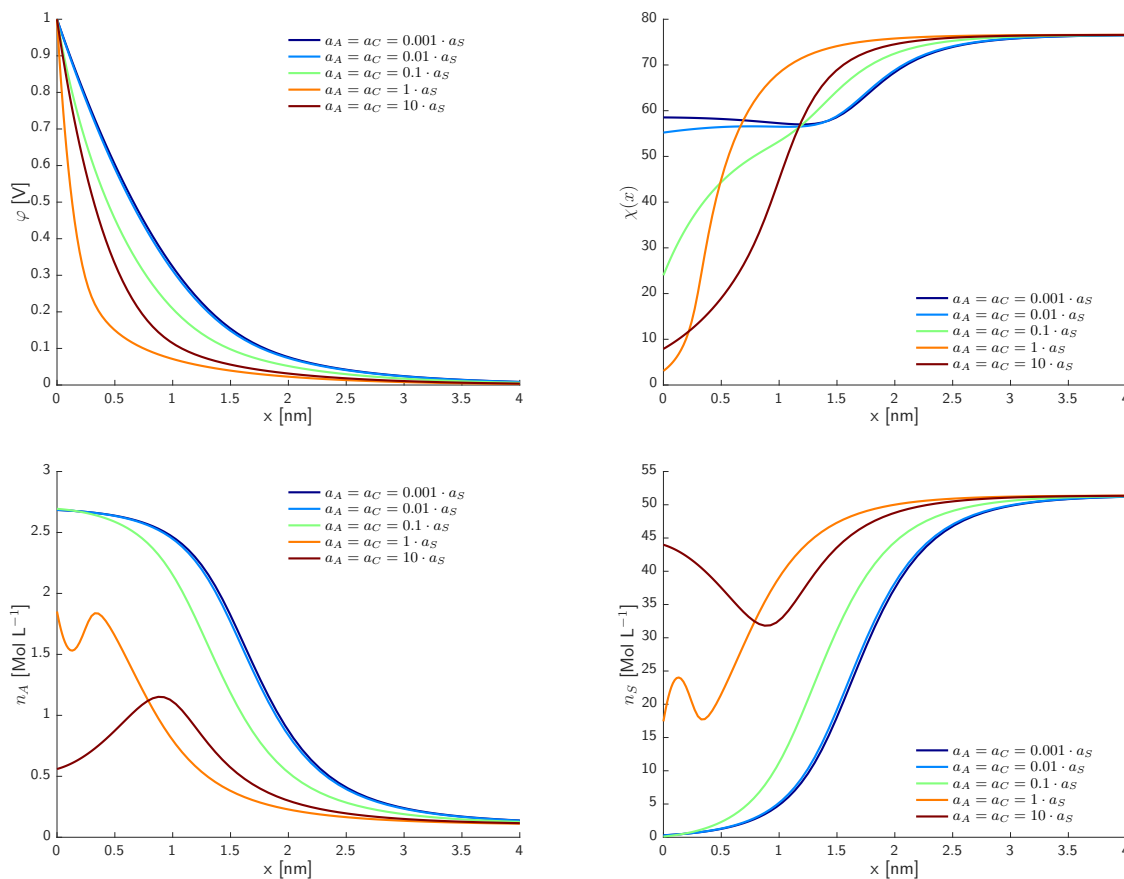 1
0.9
0.8
0.7
0.6
0.5
0.4
0.3
0.2
0.1
0
φ [V]
0 0.5 1 1.5 2 2.5 3 3.5 4
x [nm]
a_A = a_C = 0.001 · a_S
a_A = a_C = 0.01 · a_S
a_A = a_C = 0.1 · a_S
a_A = a_C = 1 · a_S
a_A = a_C = 10 · a_S
80
70
60
50
40
30
20
10
0
χ(x)
0 0.5 1 1.5 2 2.5 3 3.5 4
x [nm]
a_A = a_C = 0.001 · a_S
a_A = a_C = 0.01 · a_S
a_A = a_C = 0.1 · a_S
a_A = a_C = 1 · a_S
a_A = a_C = 10 · a_S
3
2.5
2
1.5
1
0.5
0
n_A [Mol L⁻¹]
0 0.5 1 1.5 2 2.5 3 3.5 4
x [nm]
a_A = a_C = 0.001 · a_S
a_A = a_C = 0.01 · a_S
a_A = a_C = 0.1 · a_S
a_A = a_C = 1 · a_S
a_A = a_C = 10 · a_S
55
50
45
40
35
30
25
20
15
10
5
0
n_S [Mol L⁻¹]
0 0.5 1 1.5 2 2.5 3 3.5 4
x [nm]
a_A = a_C = 0.001 · a_S
a_A = a_C = 0.01 · a_S
a_A = a_C = 0.1 · a_S
a_A = a_C = 1 · a_S
a_A = a_C = 10 · a_S